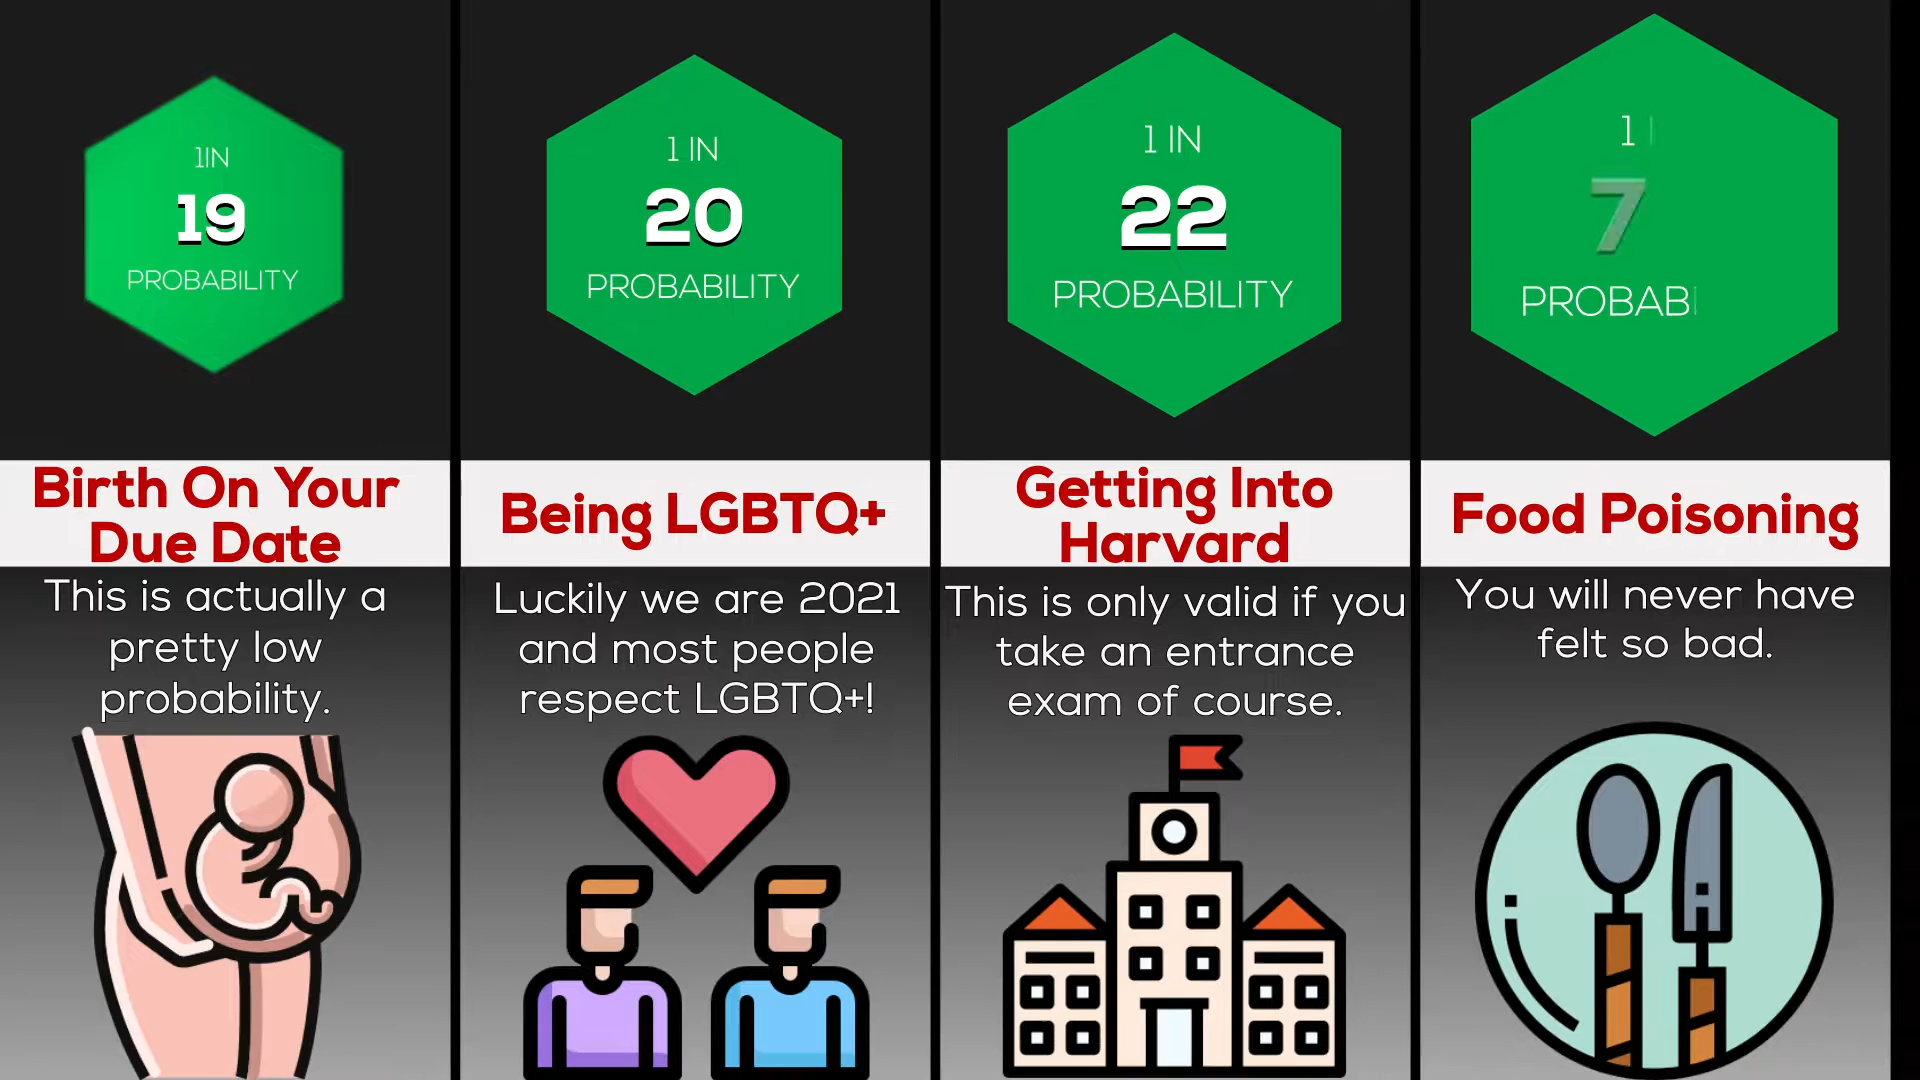 1IN
19
PROBABILITY
Birth On Your
Due Date
This is actually a
pretty low
probability.
1 IN
20
PROBABILITY
Being LGBTQ+
Luckily we are 2021
and most people
respect LGBTQ+!
1 IN
22
PROBABILITY
Getting Into
Harvard
This is only valid if you
take an entrance
exam of course.
1
7
PROBAB
Food Poisoning
You will never have
felt so bad.